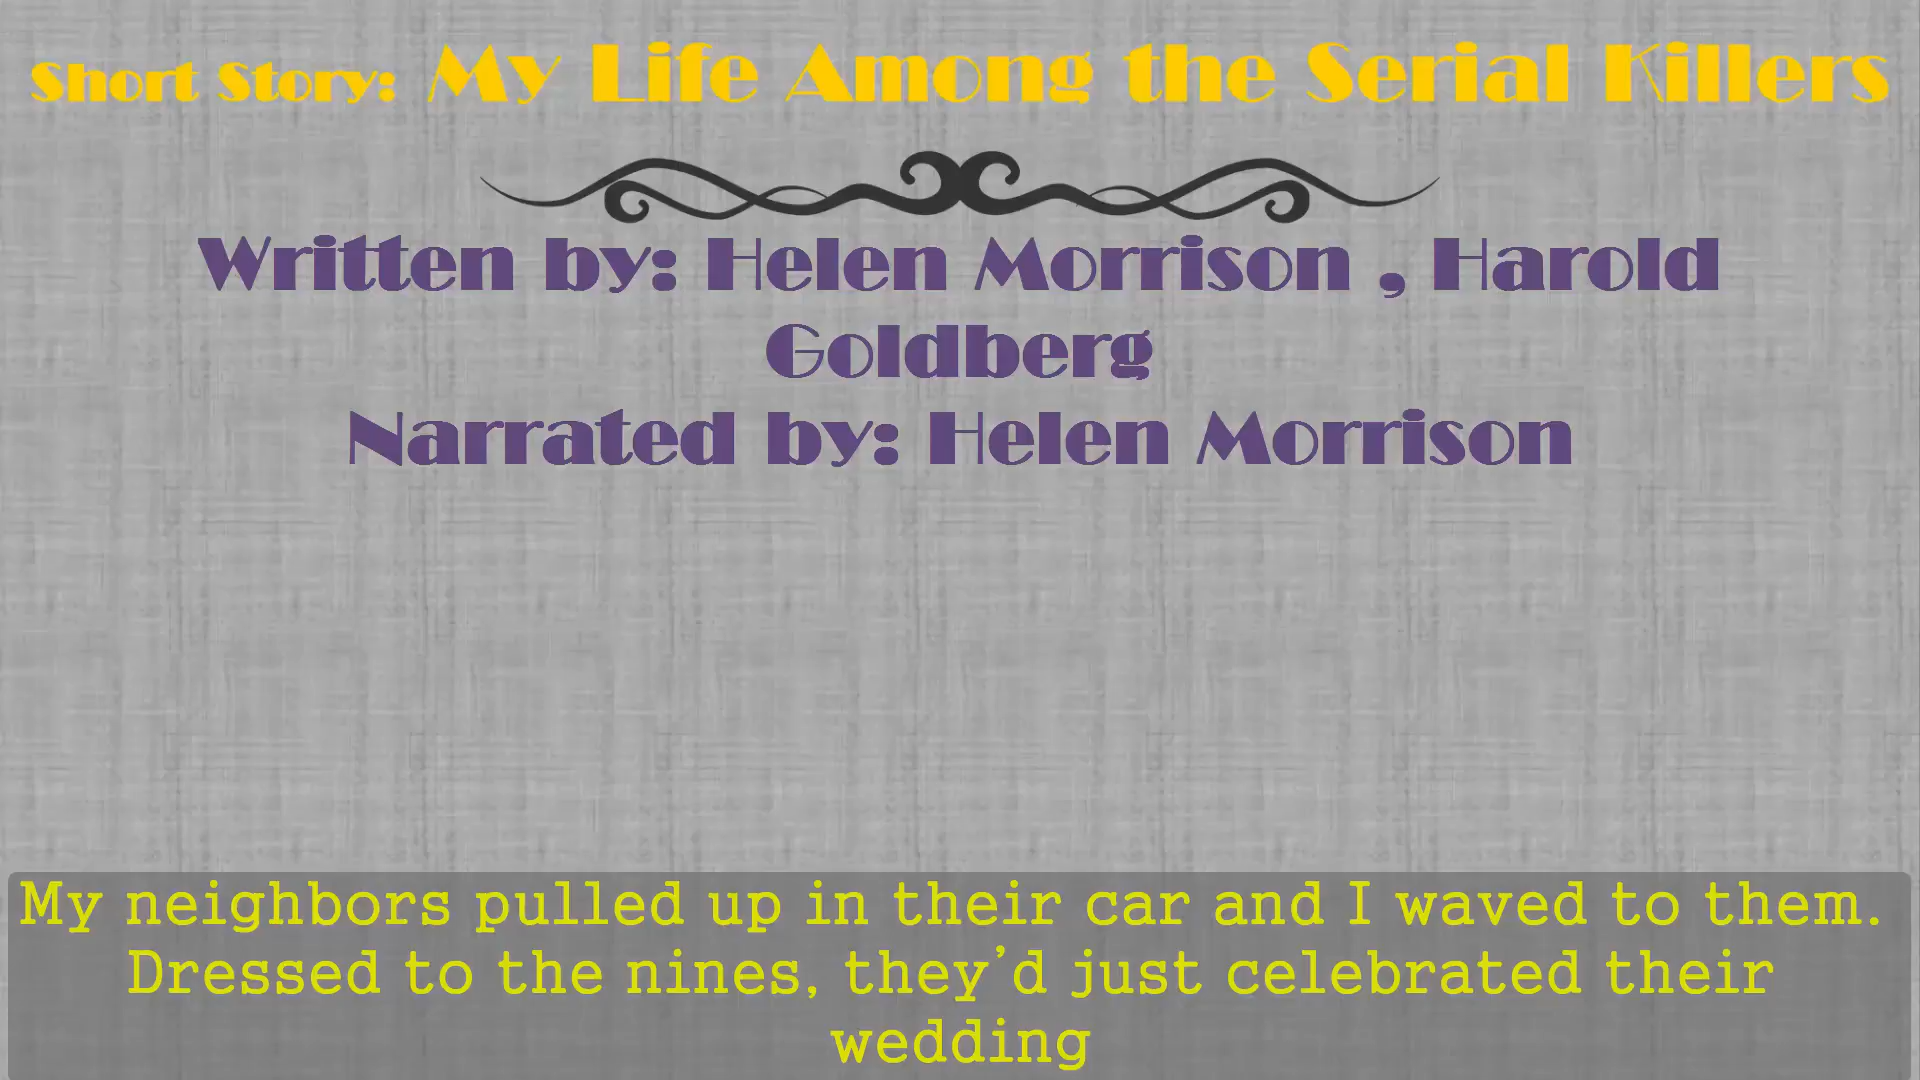 Short Story: My Life Among the Serial Killers
Written by: Helen Morrison , Harold
Goldberg
Narrated by: Helen Morrison
My neighbors pulled up in their car and I waved to them.
Dressed to the nines, they’d just celebrated their
wedding